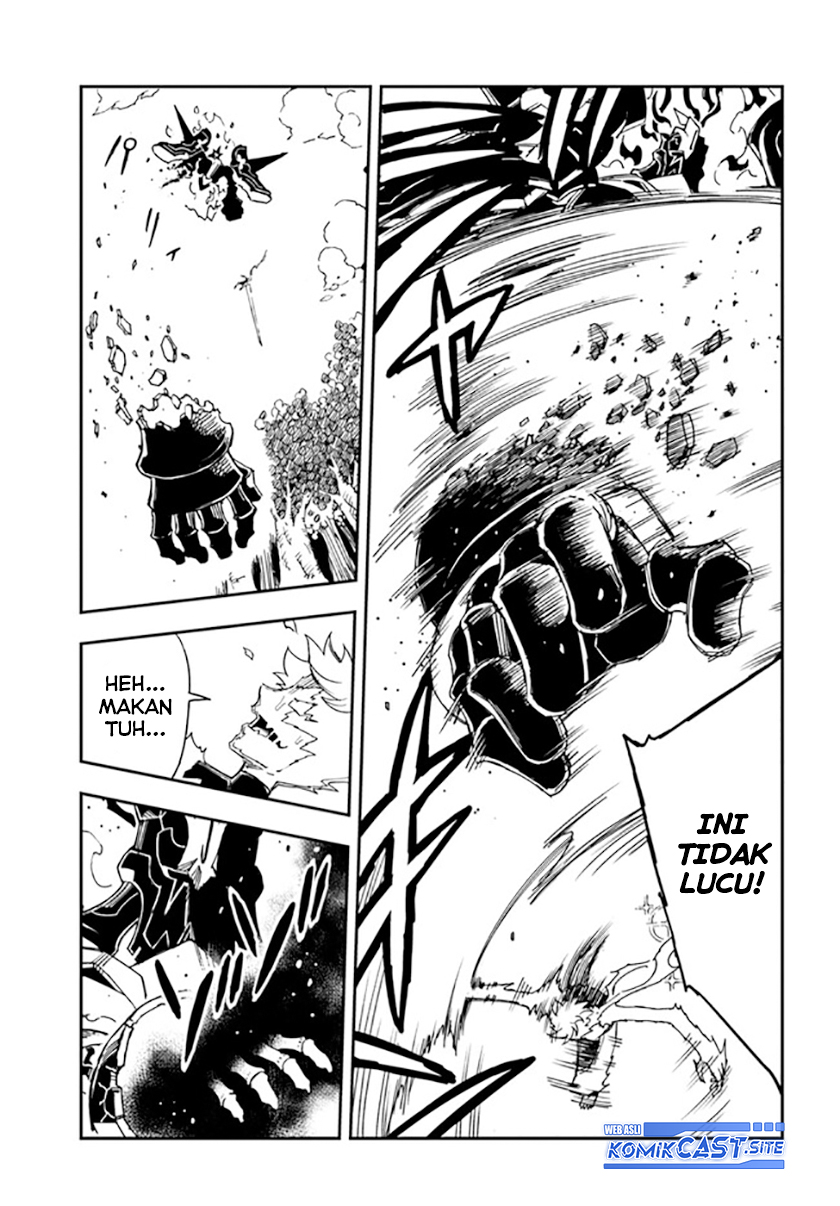 INI
TIDAK
LUCU!
HEH...
MAKAN
TUH...
WEB ASLI
KOMIKCAST.SITE